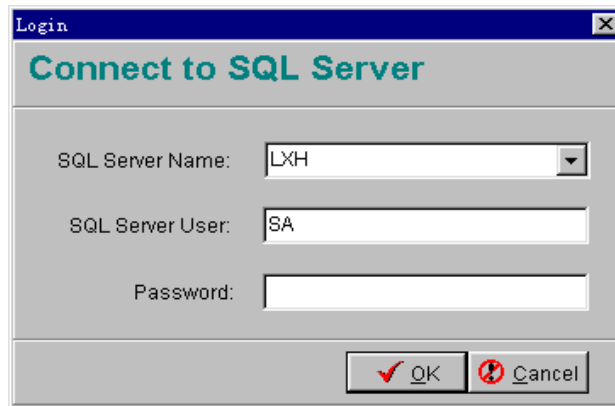 Login
Connect to SQL Server
SQL Server Name: LXH
SQL Server User: SA
Password:
OK Cancel